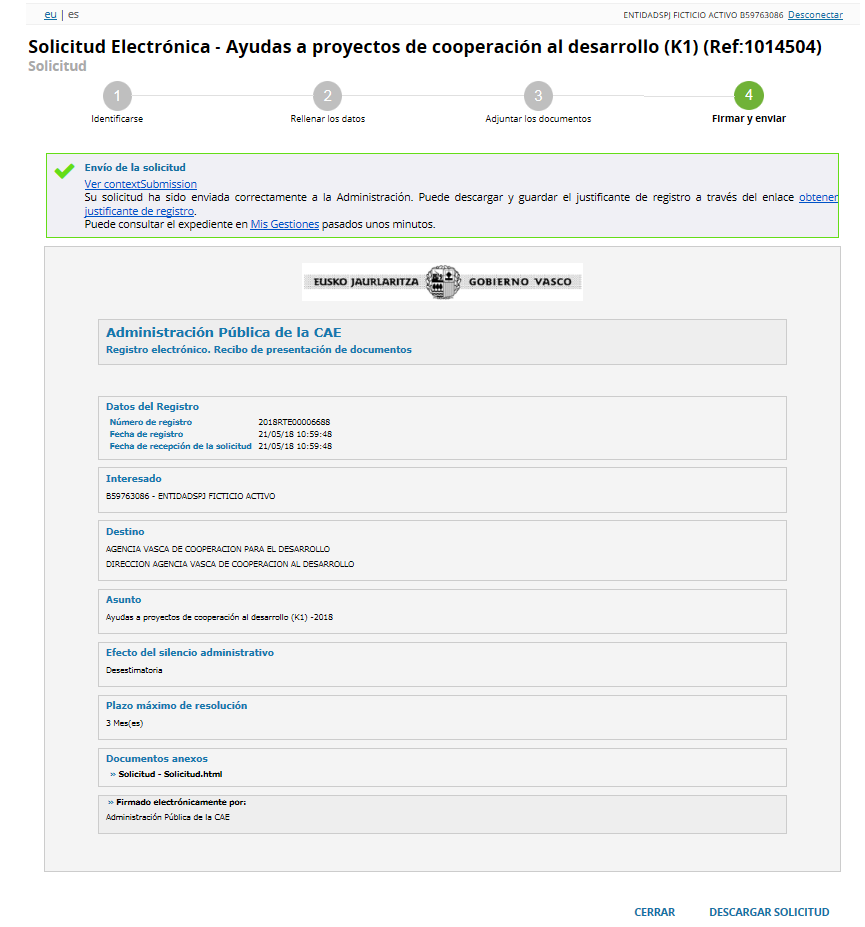 eu | es
ENTIDADSPJ FICTICIO ACTIVO B59763086 Desconectar
Solicitud Electrónica - Ayudas a proyectos de cooperación al desarrollo (K1) (Ref:1014504)
Solicitud
1
2
3
4
Identificarse
Rellenar los datos
Adjuntar los documentos
Firmar y enviar
Envío de la solicitud
Ver contextSubmission
Su solicitud ha sido enviada correctamente a la Administración. Puede descargar y guardar el justificante de registro a través del enlace obtener
justificante de registro.
Puede consultar el expediente en Mis Gestiones pasados unos minutos.
EUSKO JAURLARITZA GOBIERNO VASCO
Administración Pública de la CAE
Registro electrónico. Recibo de presentación de documentos
Datos del Registro
Número de registro 2018RTE00006688
Fecha de registro 21/05/18 10:59:48
Fecha de recepción de la solicitud 21/05/18 10:59:48
Interesado
B59763086 - ENTIDADSPJ FICTICIO ACTIVO
Destino
AGENCIA VASCA DE COOPERACION PARA EL DESARROLLO
DIRECCION AGENCIA VASCA DE COOPERACION AL DESARROLLO
Asunto
Ayudas a proyectos de cooperación al desarrollo (K1) -2018
Efecto del silencio administrativo
Desestimatoria
Plazo máximo de resolución
3 Mes(es)
Documentos anexos
» Solicitud - Solicitud.html
» Firmado electrónicamente por:
Administración Pública de la CAE
CERRAR
DESCARGAR SOLICITUD